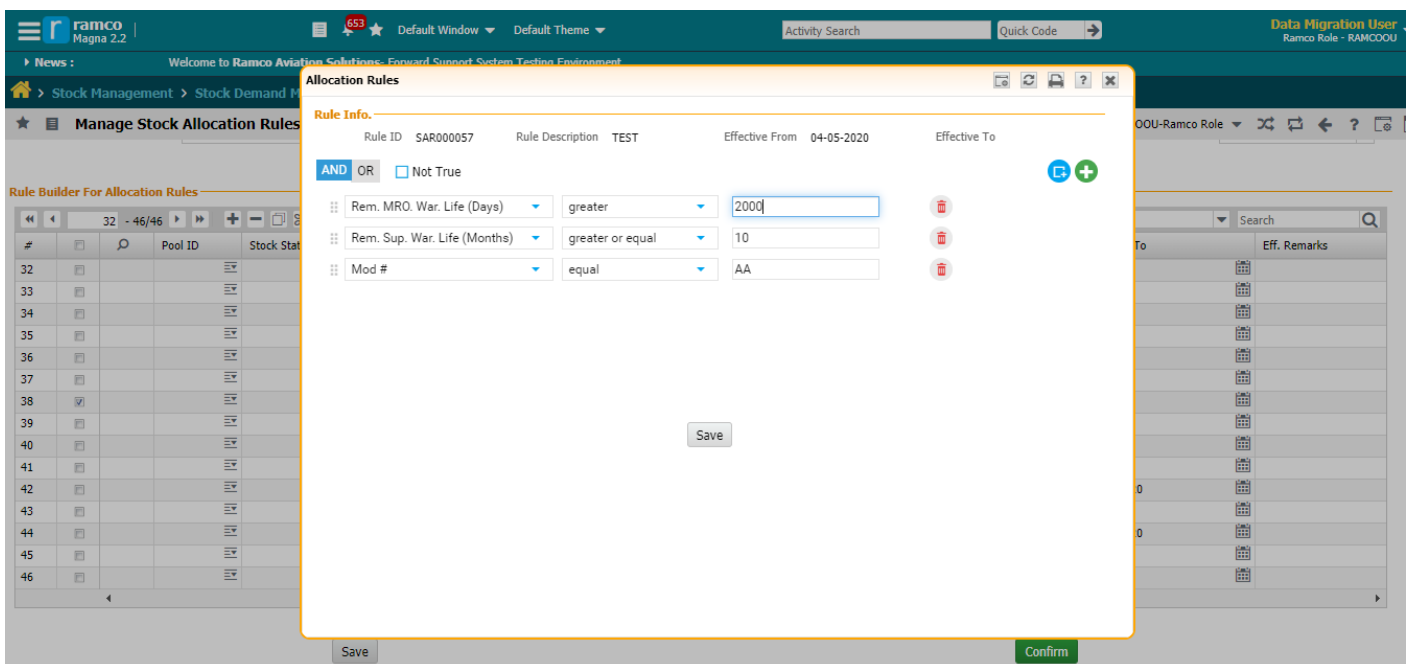 ramco
Magna 2.2
653
Default Window
Default Theme
Activity Search
Quick Code
Data Migration User
Ramco Role - RAMCOOU
News :
Welcome to Ramco Aviation Solutions- Forward Support System Testing Environment
> Stock Management > Stock Demand M
Manage Stock Allocation Rules
OOU-Ramco Role
?
Allocation Rules
?
Rule Info.
Rule ID SAR000057 Rule Description TEST Effective From 04-05-2020 Effective To
AND OR Not True
Rem. MRO. War. Life (Days) greater 2000
Rem. Sup. War. Life (Months) greater or equal 10
Mod # equal AA
Save
Rule Builder For Allocation Rules
32 - 46/46
Search
# Pool ID Stock Stat To Eff. Remarks
32
33
34
35
36
37
38
39
40
41
42 0
43
44 0
45
46
Save
Confirm